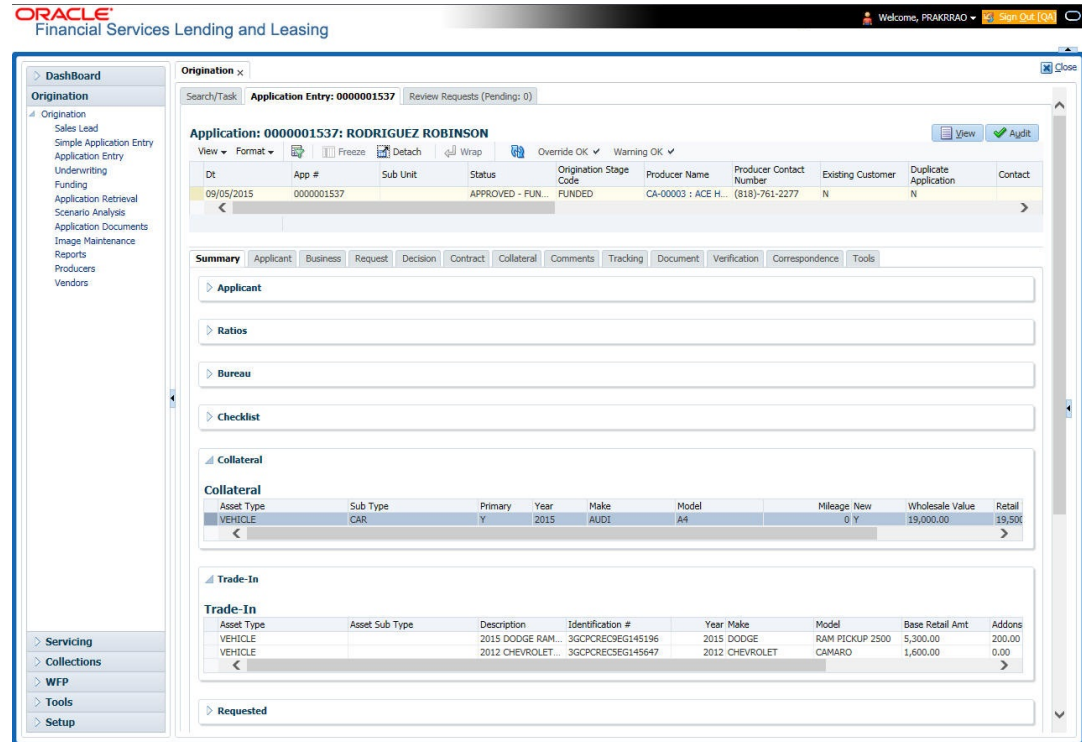 ORACLE
Financial Services Lending and Leasing
Welcome, PRAKRRAO
Sign Out [QA]
DashBoard
Origination
Origination
Sales Lead
Simple Application Entry
Application Entry
Underwriting
Funding
Application Retrieval
Scenario Analysis
Application Documents
Image Maintenance
Reports
Producers
Vendors
Servicing
Collections
WFP
Tools
Setup
Origination x
Close
Search/Task Application Entry: 0000001537 Review Requests (Pending: 0)
Application: 0000001537: RODRIGUEZ ROBINSON
View Audit
View Format Freeze Detach Wrap Override OK Warning OK
Dt App # Sub Unit Status Origination Stage Code Producer Name Producer Contact Number Existing Customer Duplicate Application Contact
09/05/2015 0000001537 APPROVED - FUN... FUNDED CA-00003 : ACE H... (818)-761-2277 N N
Summary Applicant Business Request Decision Contract Collateral Comments Tracking Document Verification Correspondence Tools
Applicant
Ratios
Bureau
Checklist
Collateral
Collateral
Asset Type Sub Type Primary Year Make Model Mileage New Wholesale Value Retail
VEHICLE CAR Y 2015 AUDI A4 0 Y 19,000.00 19,500
Trade-In
Trade-In
Asset Type Asset Sub Type Description Identification # Year Make Model Base Retail Amt Addons
VEHICLE 2015 DODGE RAM... 3GCPCREC9EG145196 2015 DODGE RAM PICKUP 2500 5,300.00 200.00
VEHICLE 2012 CHEVROLET... 3GCPCREC5EG145647 2012 CHEVROLET CAMARO 1,600.00 0.00
Requested